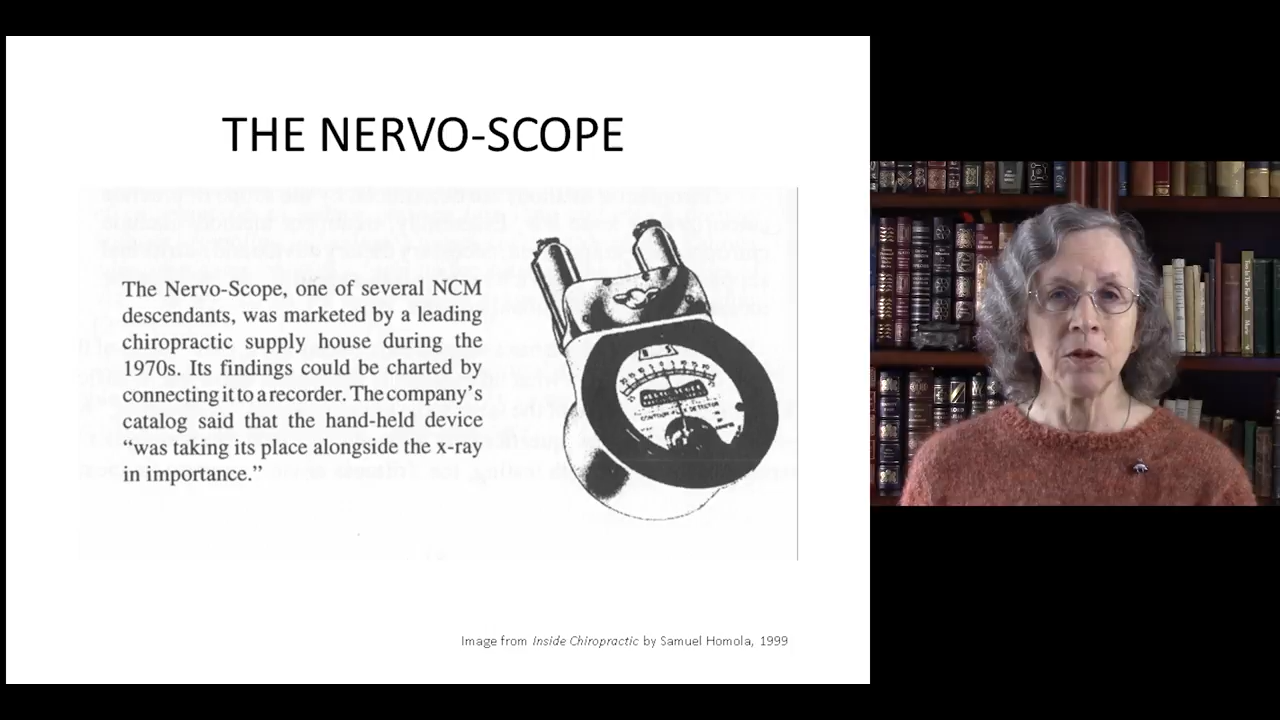 THE NERVO-SCOPE
The Nervo-Scope, one of several NCM
descendants, was marketed by a leading
chiropractic supply house during the
1970s. Its findings could be charted by
connecting it to a recorder. The company’s
catalog said that the hand-held device
“was taking its place alongside the x-ray
in importance.”
Image from Inside Chiropractic by Samuel Homola, 1999